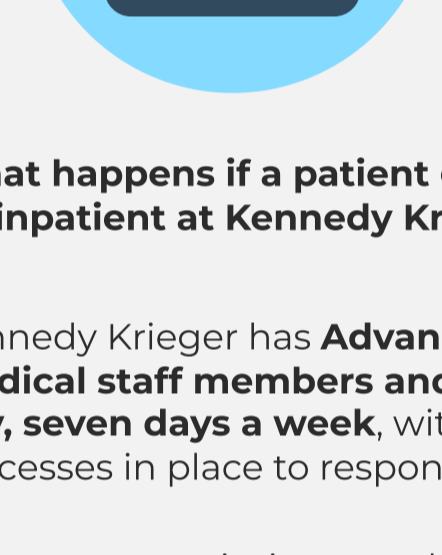 at happens if a patient
inpatient at Kennedy Kr
nnedy Krieger has Advan
dical staff members and
, seven days a week, wit
cesses in place to respon